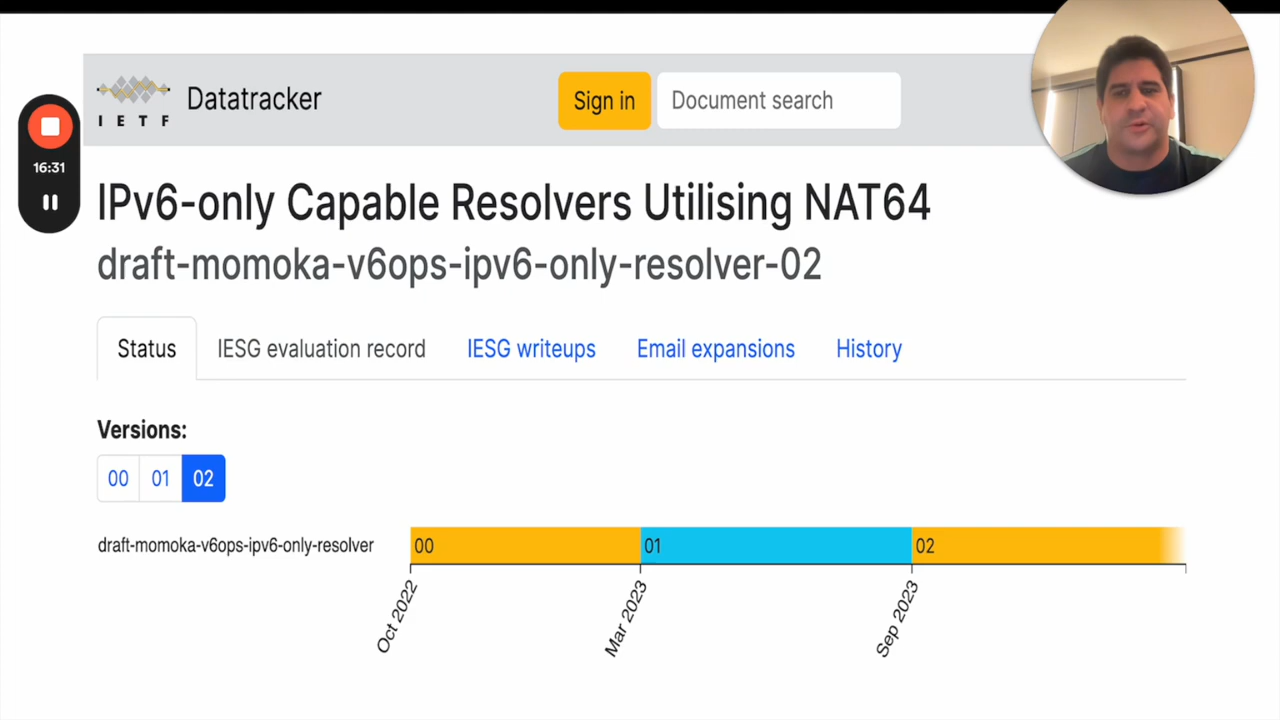 IETF
Datatracker
Sign in
Document search
16:31
IPv6-only Capable Resolvers Utilising NAT64
draft-momoka-v6ops-ipv6-only-resolver-02
Status
IESG evaluation record
IESG writeups
Email expansions
History
Versions:
00
01
02
draft-momoka-v6ops-ipv6-only-resolver
00
01
02
Oct 2022
Mar 2023
Sep 2023